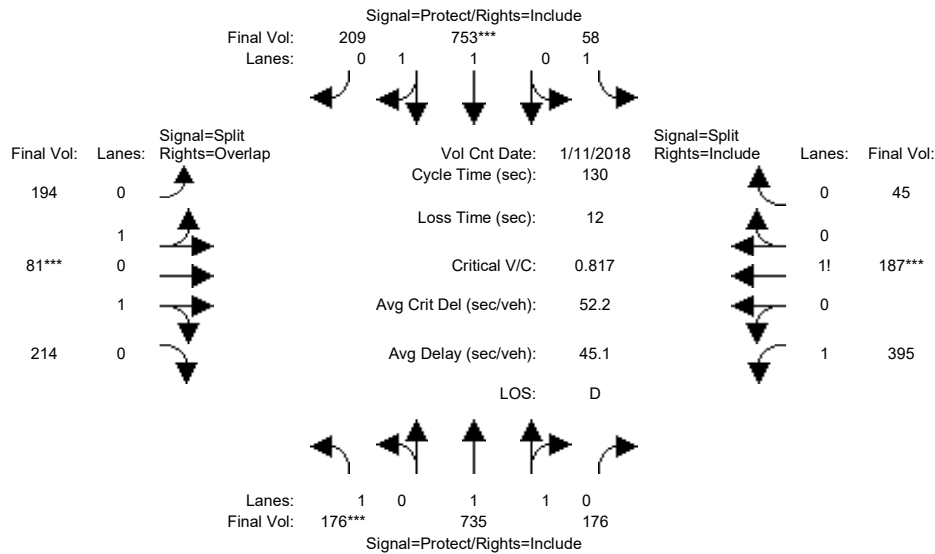 Signal=Protect/Rights=Include
Final Vol: 209 753*** 58
Lanes: 0 1 1 0 1
Signal=Split
Final Vol: Lanes: Rights=Overlap
Vol Cnt Date: 1/11/2018
Cycle Time (sec): 130
Signal=Split
Rights=Include Lanes: Final Vol:
194 0
0 45
Loss Time (sec): 12
1
0
81*** 0
Critical V/C: 0.817
1! 187***
1
Avg Crit Del (sec/veh): 52.2
0
214 0
Avg Delay (sec/veh): 45.1
1 395
LOS: D
Lanes: 1 0 1 1 0
Final Vol: 176*** 735 176
Signal=Protect/Rights=Include